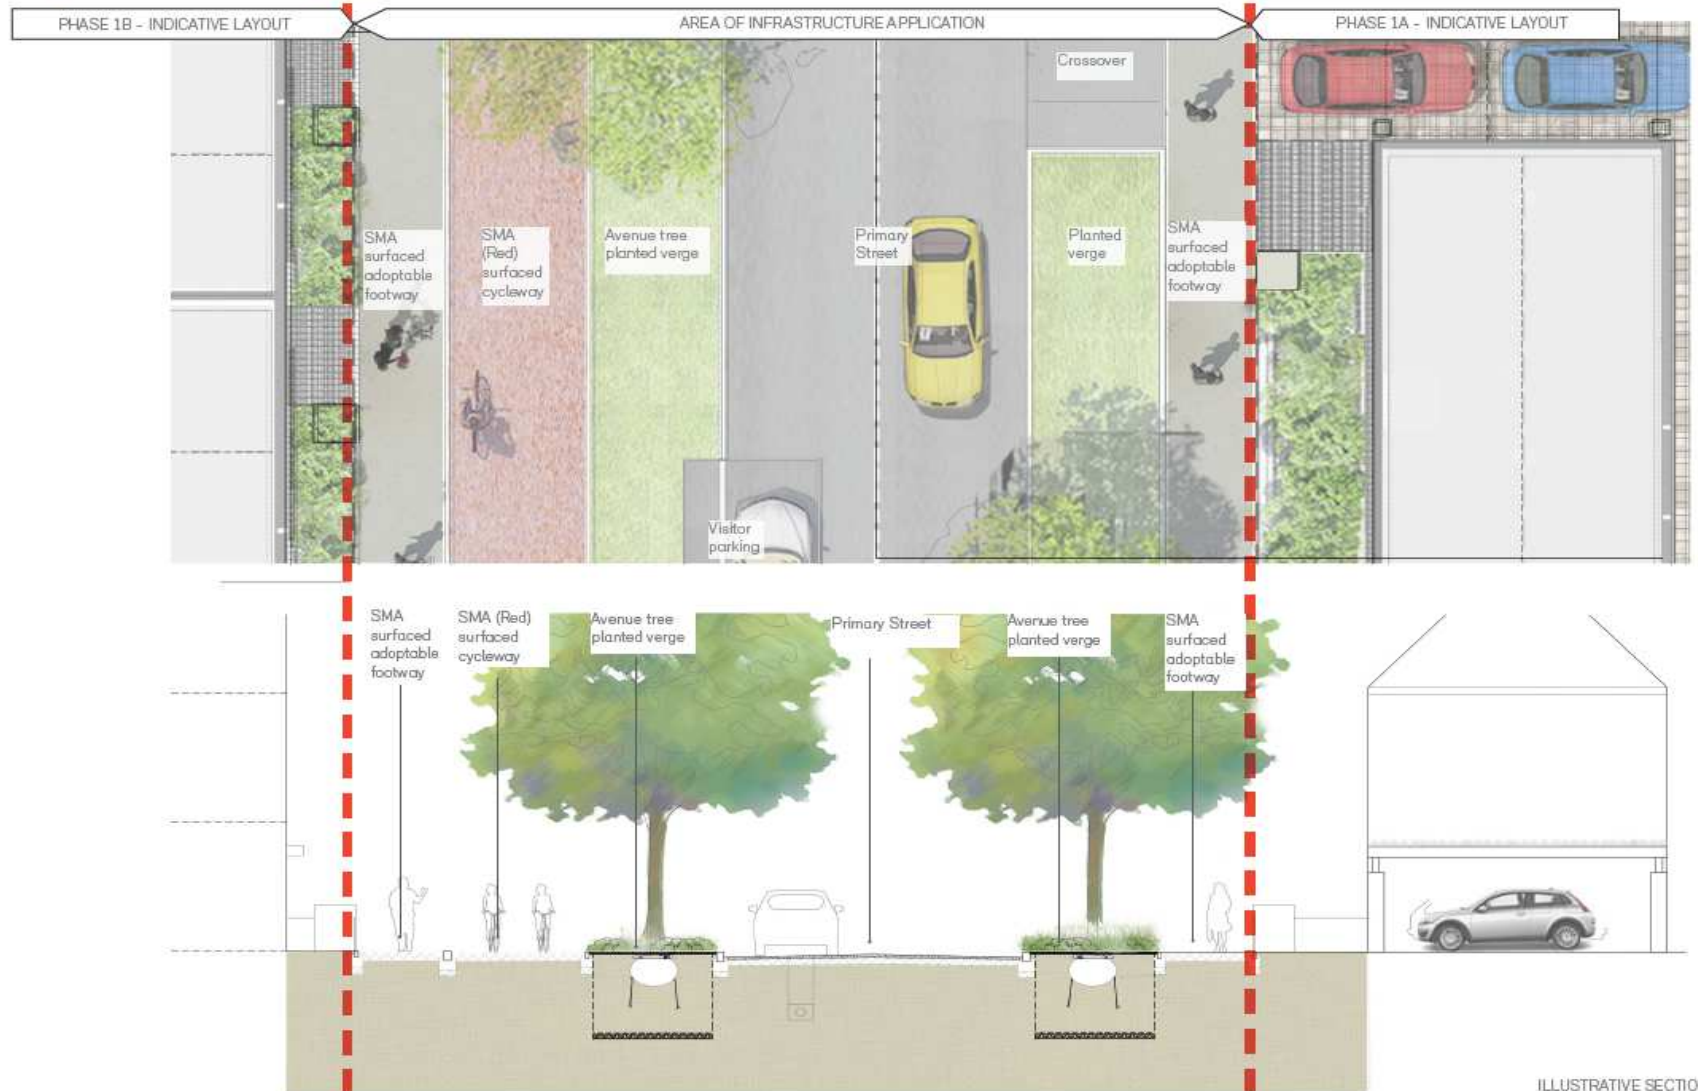 PHASE 1B - INDICATIVE LAYOUT
AREA OF INFRASTRUCTURE APPLICATION
PHASE 1A - INDICATIVE LAYOUT
Crossover
SMA
surfaced
adoptable
footway
SMA
(Red)
surfaced
cycleway
Avenue tree
planted verge
Primary
Street
Planted
verge
SMA
surfaced
adoptable
footway
Visitor
parking
SMA
surfaced
adoptable
footway
SMA (Red)
surfaced
cycleway
Avenue tree
planted verge
Primary Street
Avenue tree
planted verge
SMA
surfaced
adoptable
footway
ILLUSTRATIVE SECTIO